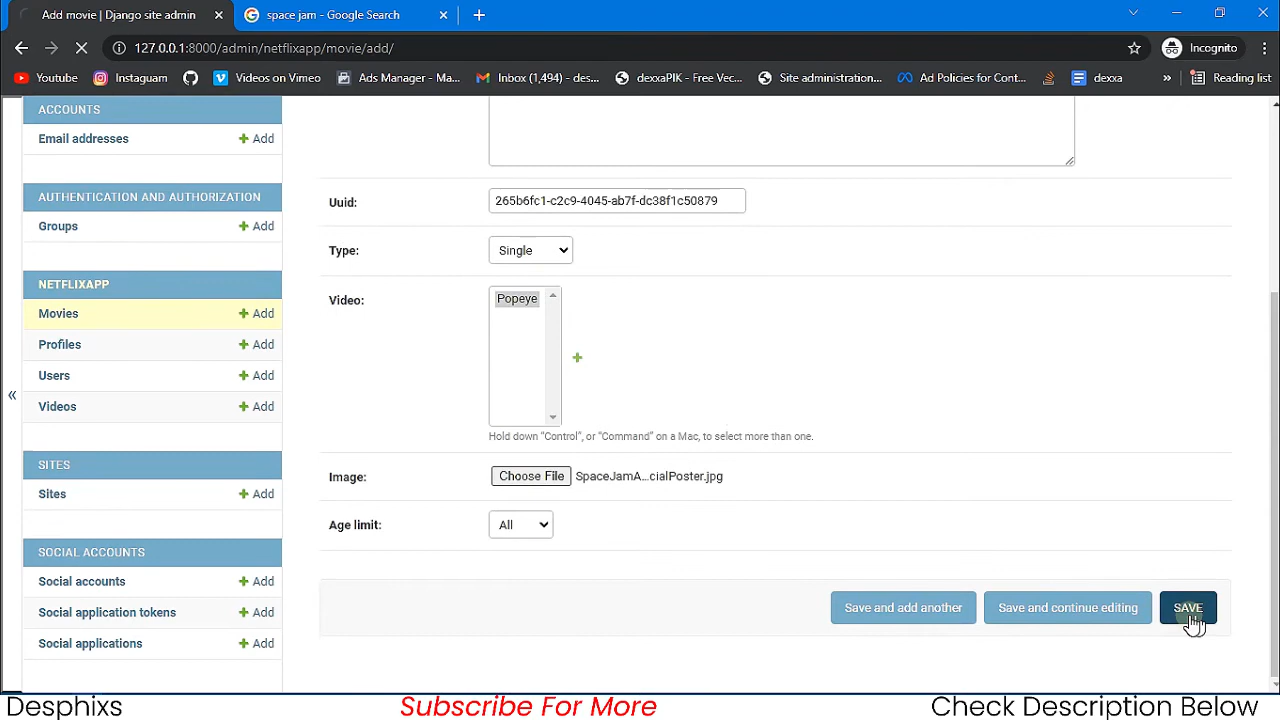 Add movie | Django site admin
space jam - Google Search
127.0.0.1:8000/admin/netflixapp/movie/add/
Incognito
Youtube
Instaguam
Videos on Vimeo
Ads Manager - Ma...
Inbox (1,494) - des...
dexxaPIK - Free Vec...
Site administration...
Ad Policies for Cont...
dexxa
»
Reading list
ACCOUNTS
Email addresses
+ Add
AUTHENTICATION AND AUTHORIZATION
Groups
+ Add
NETFLIXAPP
Movies
+ Add
Profiles
+ Add
Users
+ Add
Videos
+ Add
SITES
Sites
+ Add
SOCIAL ACCOUNTS
Social accounts
+ Add
Social application tokens
+ Add
Social applications
+ Add
«
Uuid:
265b6fc1-c2c9-4045-ab7f-dc38f1c50879
Type:
Single
Video:
Popeye
Hold down “Control”, or “Command” on a Mac, to select more than one.
Image:
Choose File
SpaceJamA...cialPoster.jpg
Age limit:
All
Save and add another
Save and continue editing
SAVE
Desphixs
Subscribe For More
Check Description Below